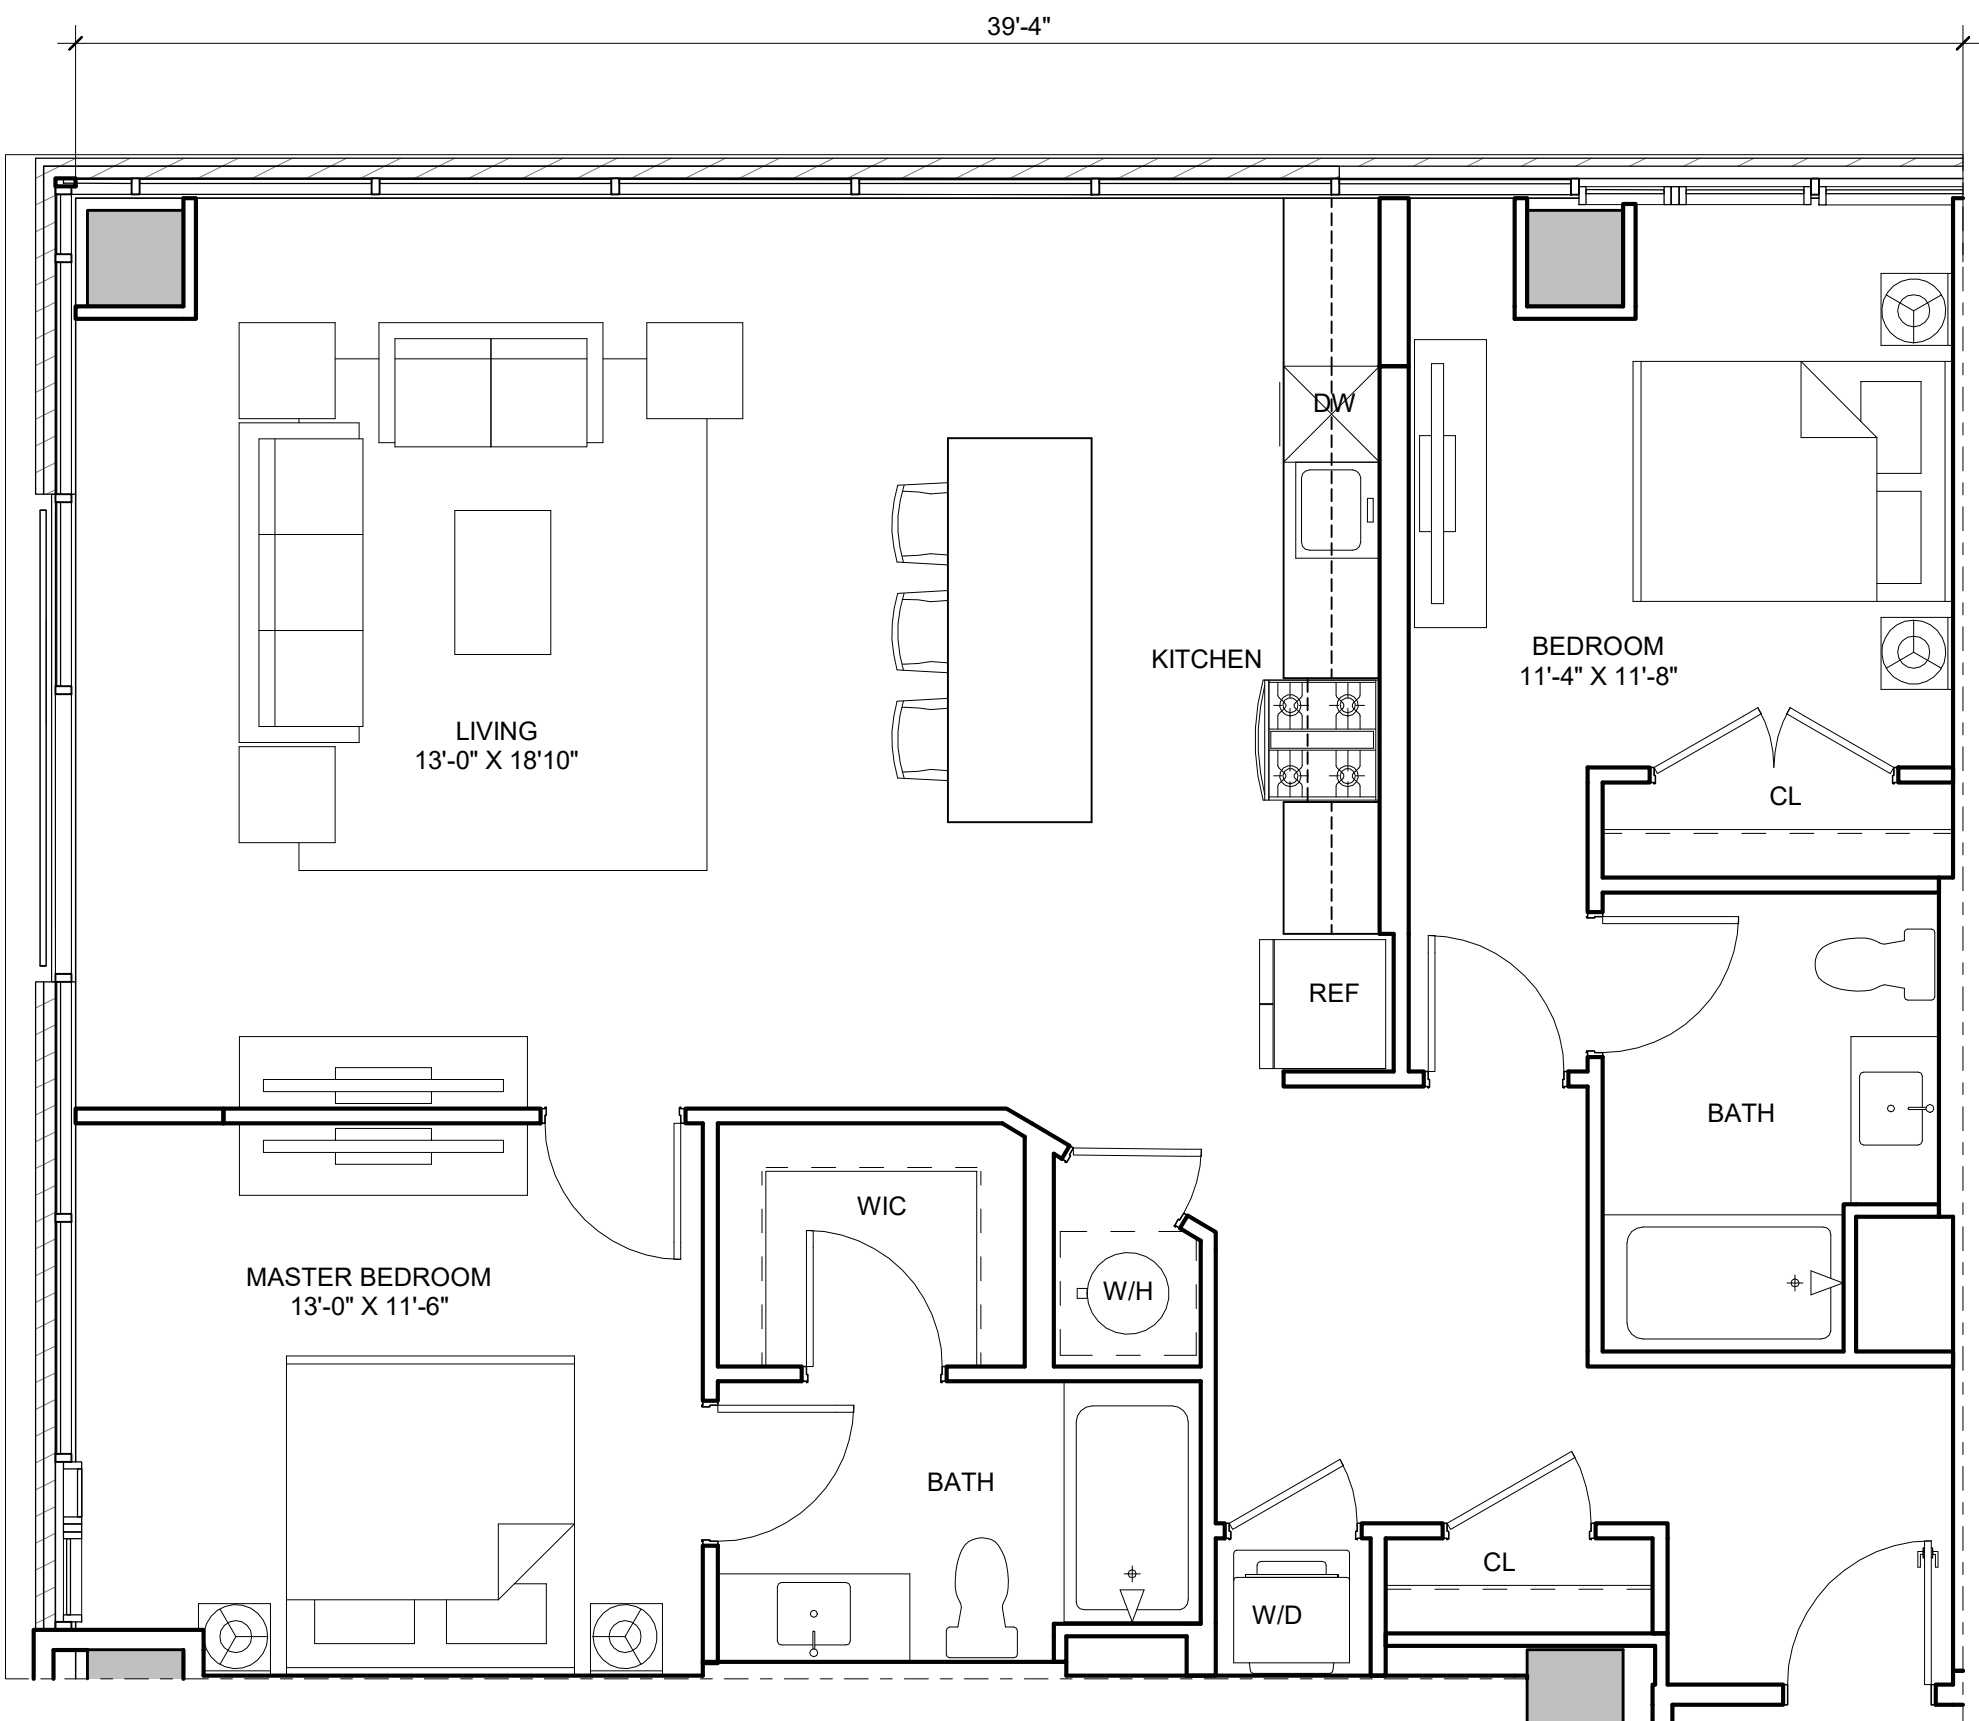 39'-4"
DW
KITCHEN
BEDROOM
11'-4" X 11'-8"
LIVING
13'-0" X 18'10"
CL
REF
BATH
WIC
MASTER BEDROOM
13'-0" X 11'-6"
W/H
BATH
CL
W/D